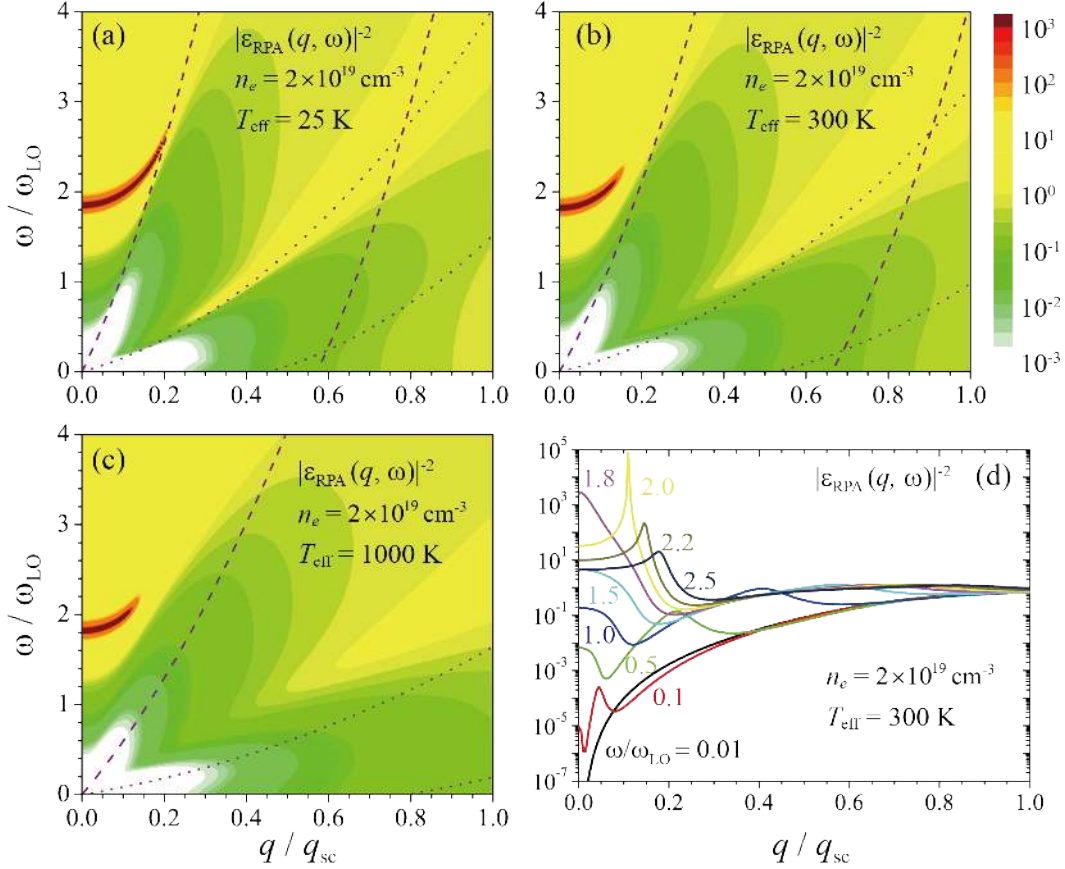 (a)
|ε_RPA (q, ω)|^-2
n_e = 2×10^19 cm^-3
T_eff = 25 K
ω / ω_LO
4
3
2
1
0
0.0 0.2 0.4 0.6 0.8 1.0
(b)
|ε_RPA (q, ω)|^-2
n_e = 2×10^19 cm^-3
T_eff = 300 K
4
3
2
1
0
0.0 0.2 0.4 0.6 0.8 1.0
10^3
10^2
10^1
10^0
10^-1
10^-2
10^-3
(c)
|ε_RPA (q, ω)|^-2
n_e = 2×10^19 cm^-3
T_eff = 1000 K
ω / ω_LO
4
3
2
1
0
0.0 0.2 0.4 0.6 0.8 1.0
q / q_sc
(d)
|ε_RPA (q, ω)|^-2
10^5
10^3
10^1
10^-1
10^-3
10^-5
10^-7
1.8
2.0
2.2
2.5
1.5
1.0
0.5
0.1
ω/ω_LO = 0.01
n_e = 2×10^19 cm^-3
T_eff = 300 K
0.0 0.2 0.4 0.6 0.8 1.0
q / q_sc